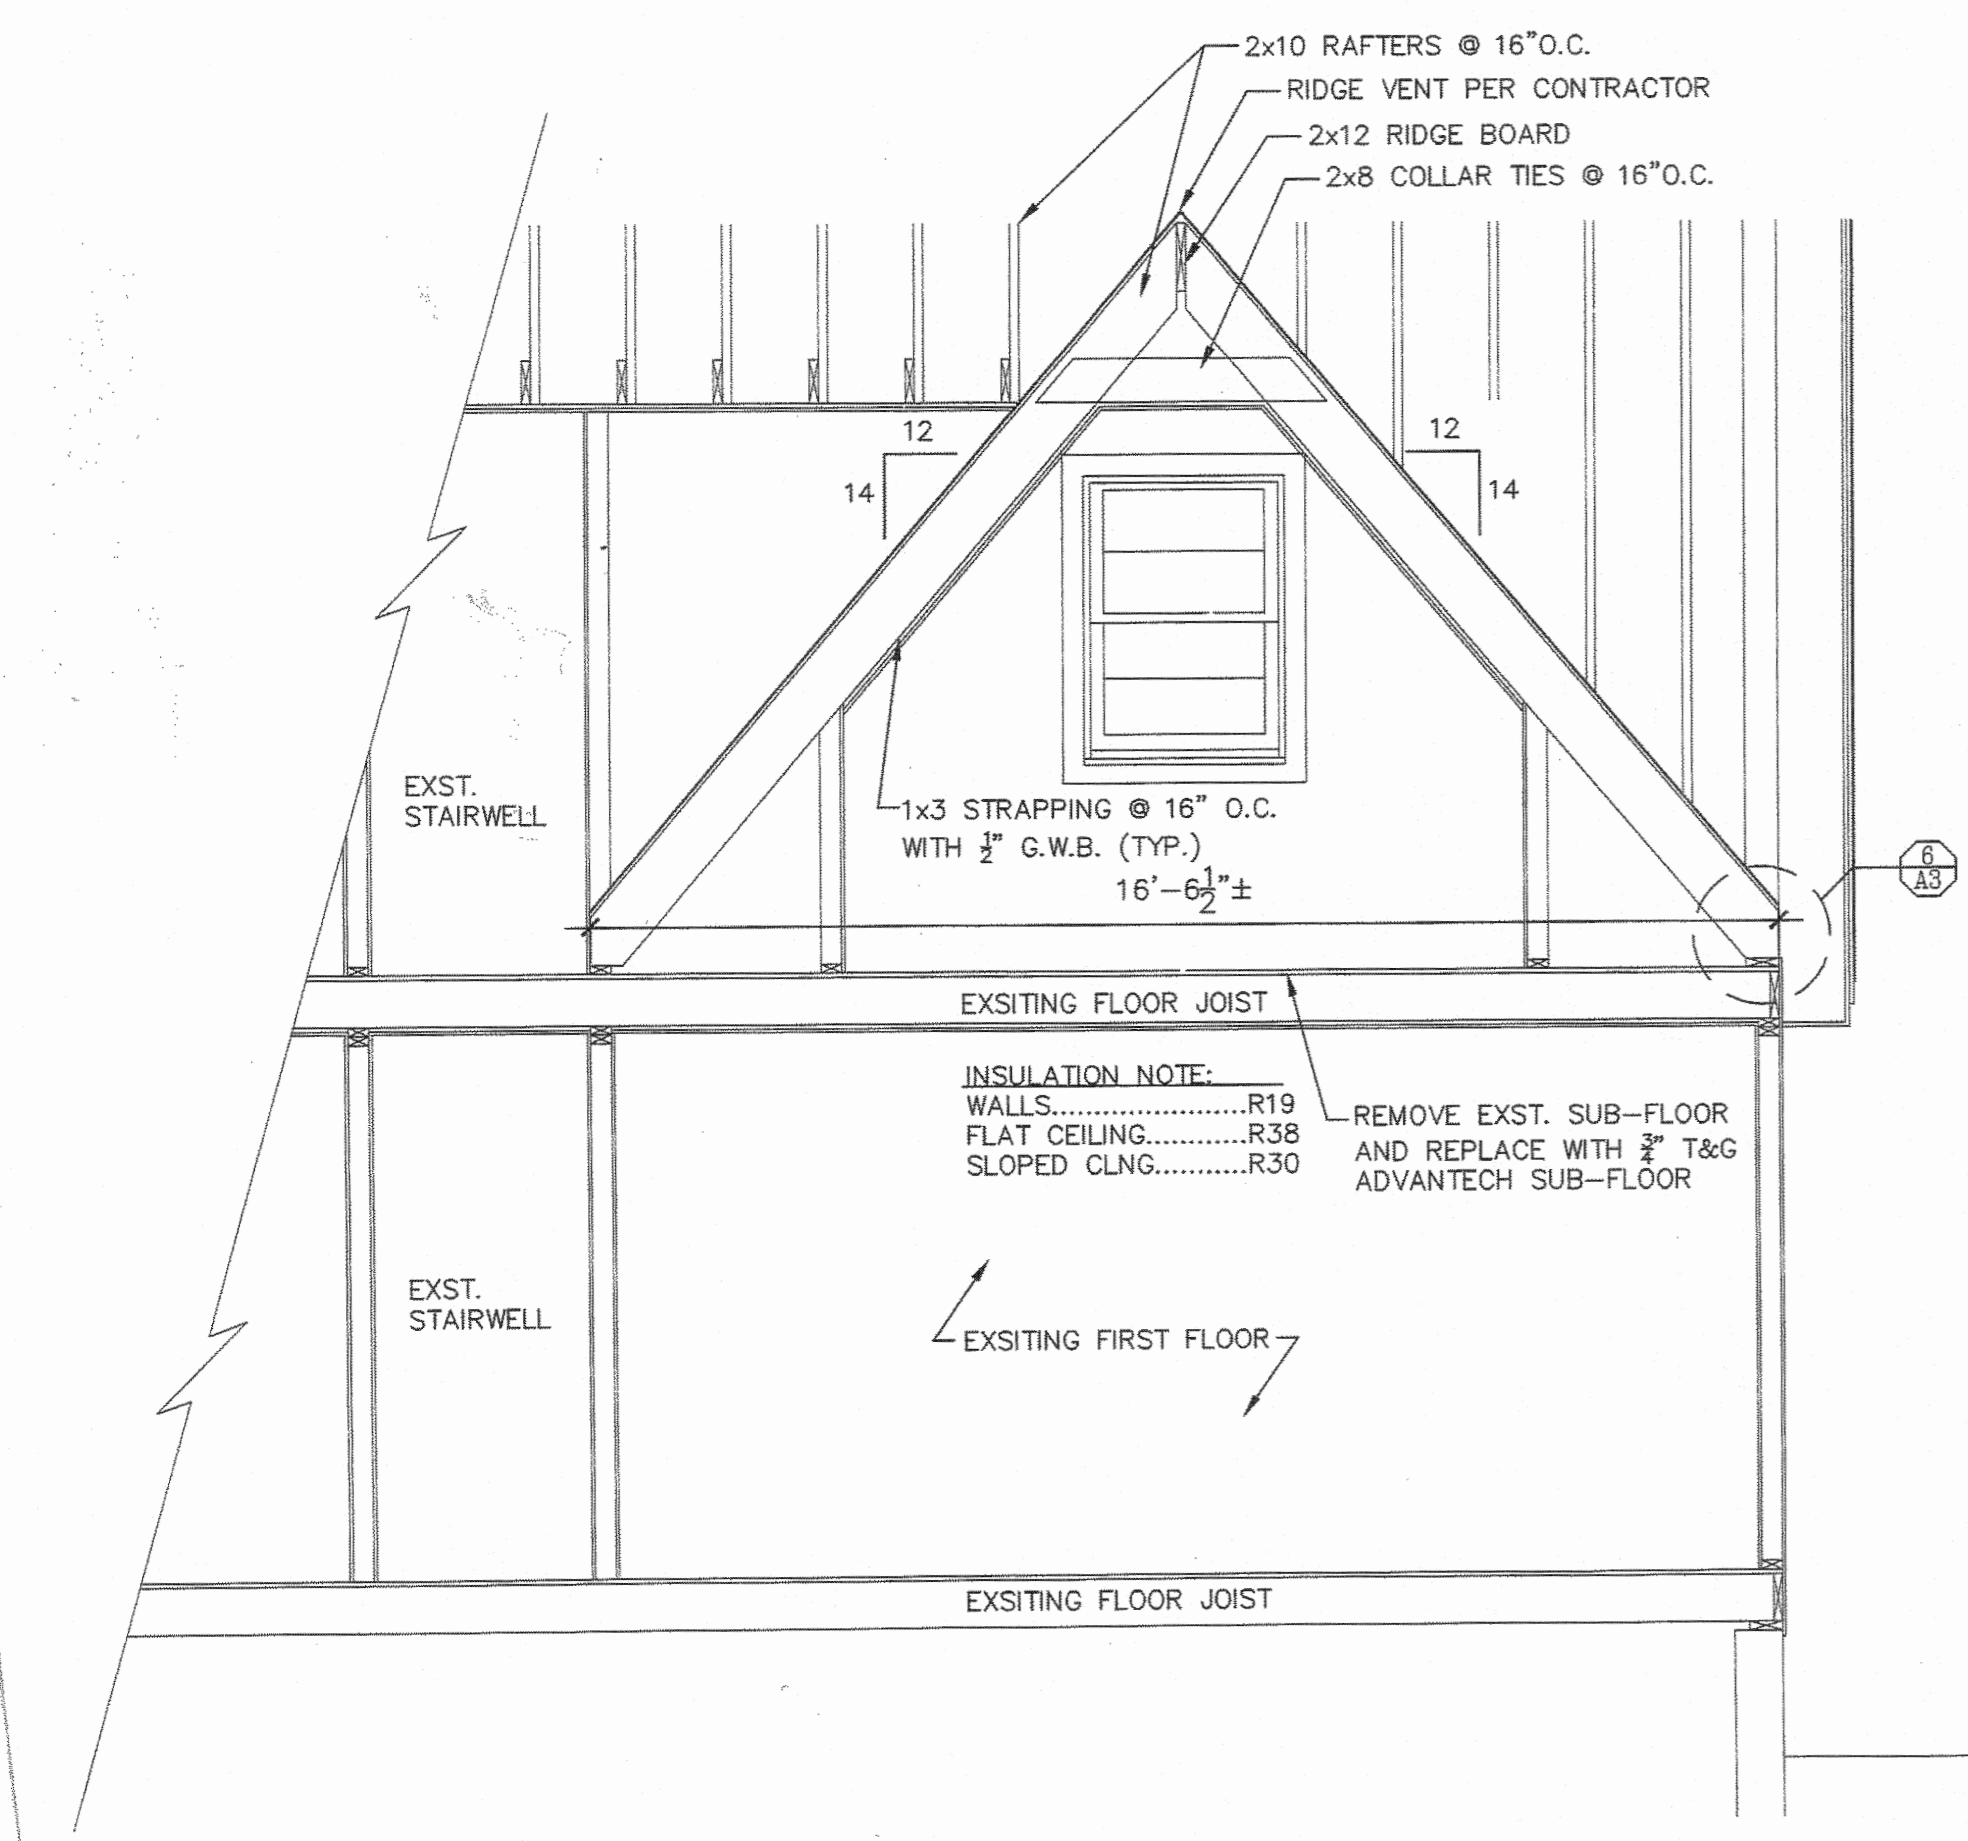 2x10 RAFTERS @ 16"O.C.
RIDGE VENT PER CONTRACTOR
2x12 RIDGE BOARD
2x8 COLLAR TIES @ 16"O.C.
12
14
12
14
EXST.
STAIRWELL
1x3 STRAPPING @ 16" O.C.
WITH ½" G.W.B. (TYP.)
16'-6½"±
6
A3
EXSITING FLOOR JOIST
INSULATION NOTE:
WALLS.......................R19
FLAT CEILING............R38
SLOPED CLNG...........R30
REMOVE EXST. SUB-FLOOR
AND REPLACE WITH ¾" T&G
ADVANTECH SUB-FLOOR
EXST.
STAIRWELL
EXSITING FIRST FLOOR
EXSITING FLOOR JOIST